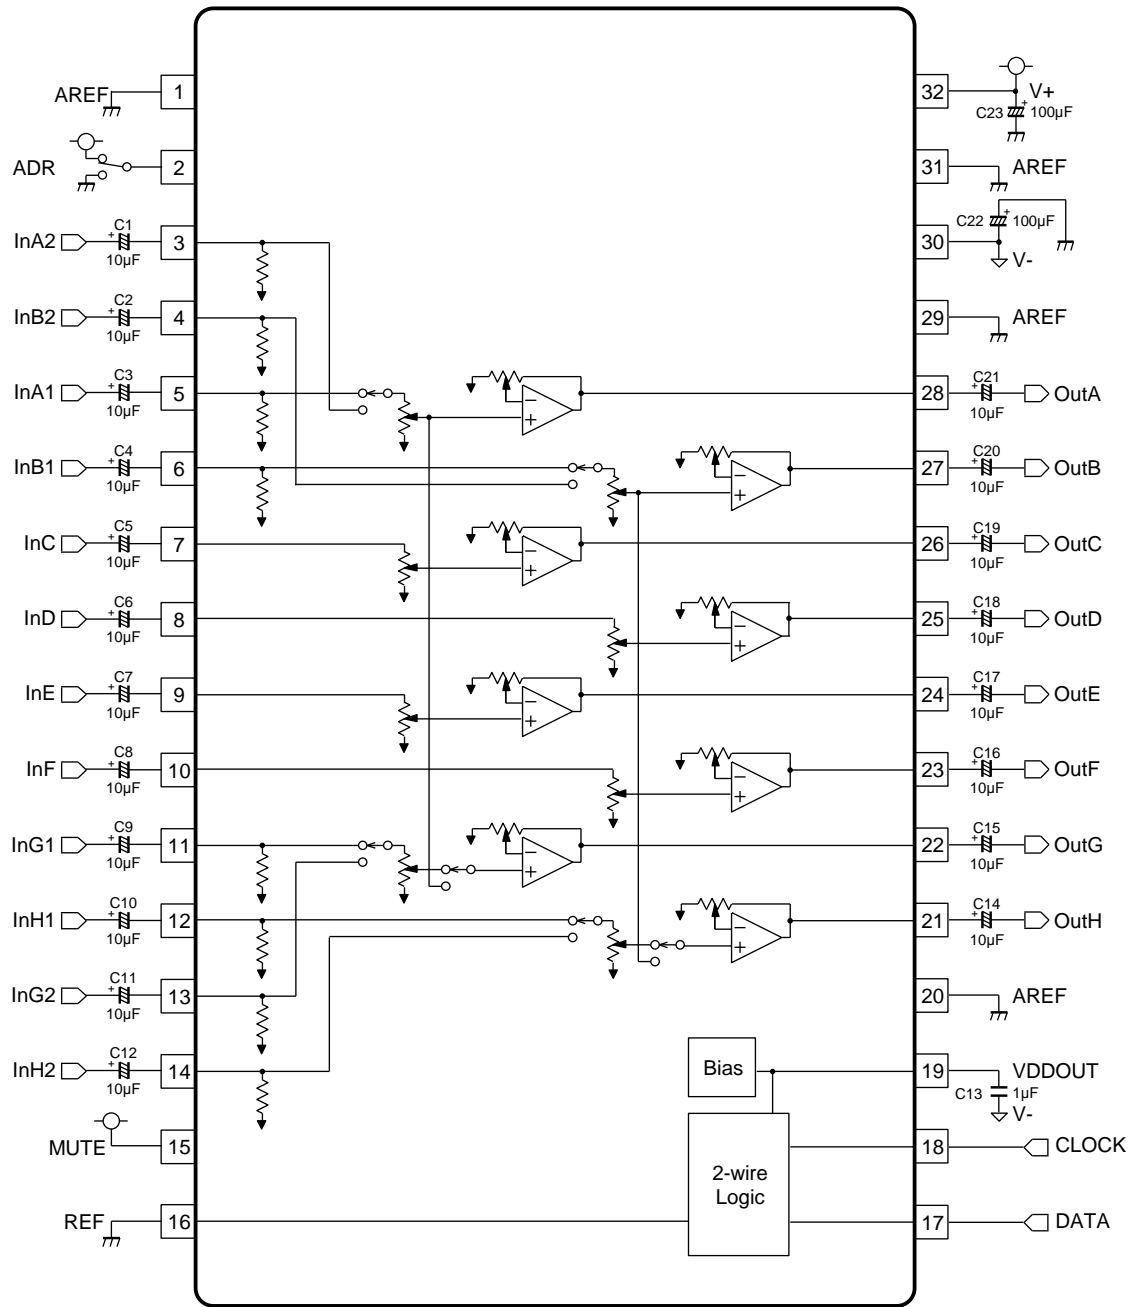 AREF
1
ADR
2
InA2
C1
+
10µF
3
InB2
C2
+
10µF
4
InA1
C3
+
10µF
5
InB1
C4
+
10µF
6
InC
C5
+
10µF
7
InD
C6
+
10µF
8
InE
C7
+
10µF
9
InF
C8
+
10µF
10
InG1
C9
+
10µF
11
InH1
C10
+
10µF
12
InG2
C11
+
10µF
13
InH2
C12
+
10µF
14
MUTE
15
REF
16
−
+
−
+
−
+
−
+
−
+
−
+
−
+
−
+
Bias
2-wire
Logic
32
V+
C23
+
100µF
31
AREF
C22
+
100µF
30
V-
29
AREF
28
C21
+
10µF
OutA
27
C20
+
10µF
OutB
26
C19
+
10µF
OutC
25
C18
+
10µF
OutD
24
C17
+
10µF
OutE
23
C16
+
10µF
OutF
22
C15
+
10µF
OutG
21
C14
+
10µF
OutH
20
AREF
19
VDDOUT
C13
1µF
V-
18
CLOCK
17
DATA